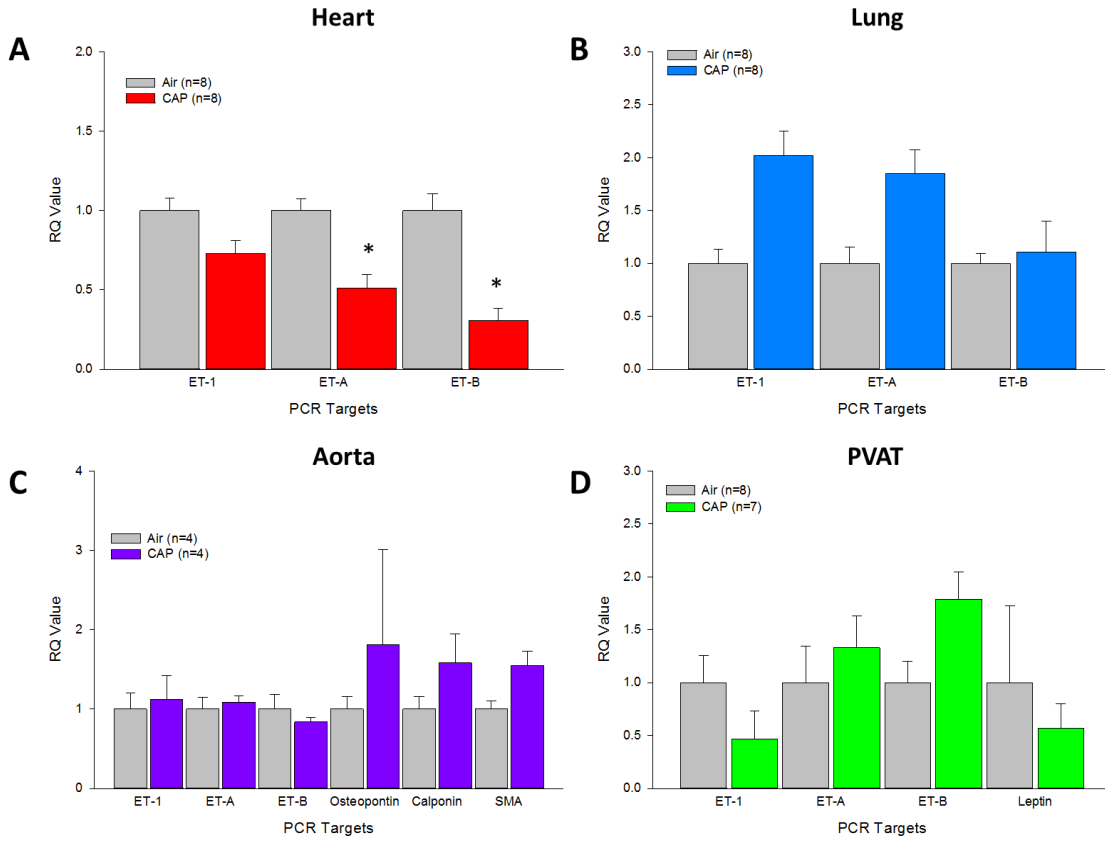 Heart
A
2.0
1.5
1.0
0.5
0.0
RQ Value
Air (n=8)
CAP (n=8)
*
*
ET-1 ET-A ET-B
PCR Targets
Lung
B
3.0
2.5
2.0
1.5
1.0
0.5
0.0
RQ Value
Air (n=8)
CAP (n=8)
ET-1 ET-A ET-B
PCR Targets
Aorta
C
4
3
2
1
0
RQ Value
Air (n=4)
CAP (n=4)
ET-1 ET-A ET-B Osteopontin Calponin SMA
PCR Targets
PVAT
D
3.0
2.5
2.0
1.5
1.0
0.5
0.0
RQ Value
Air (n=8)
CAP (n=7)
ET-1 ET-A ET-B Leptin
PCR Targets